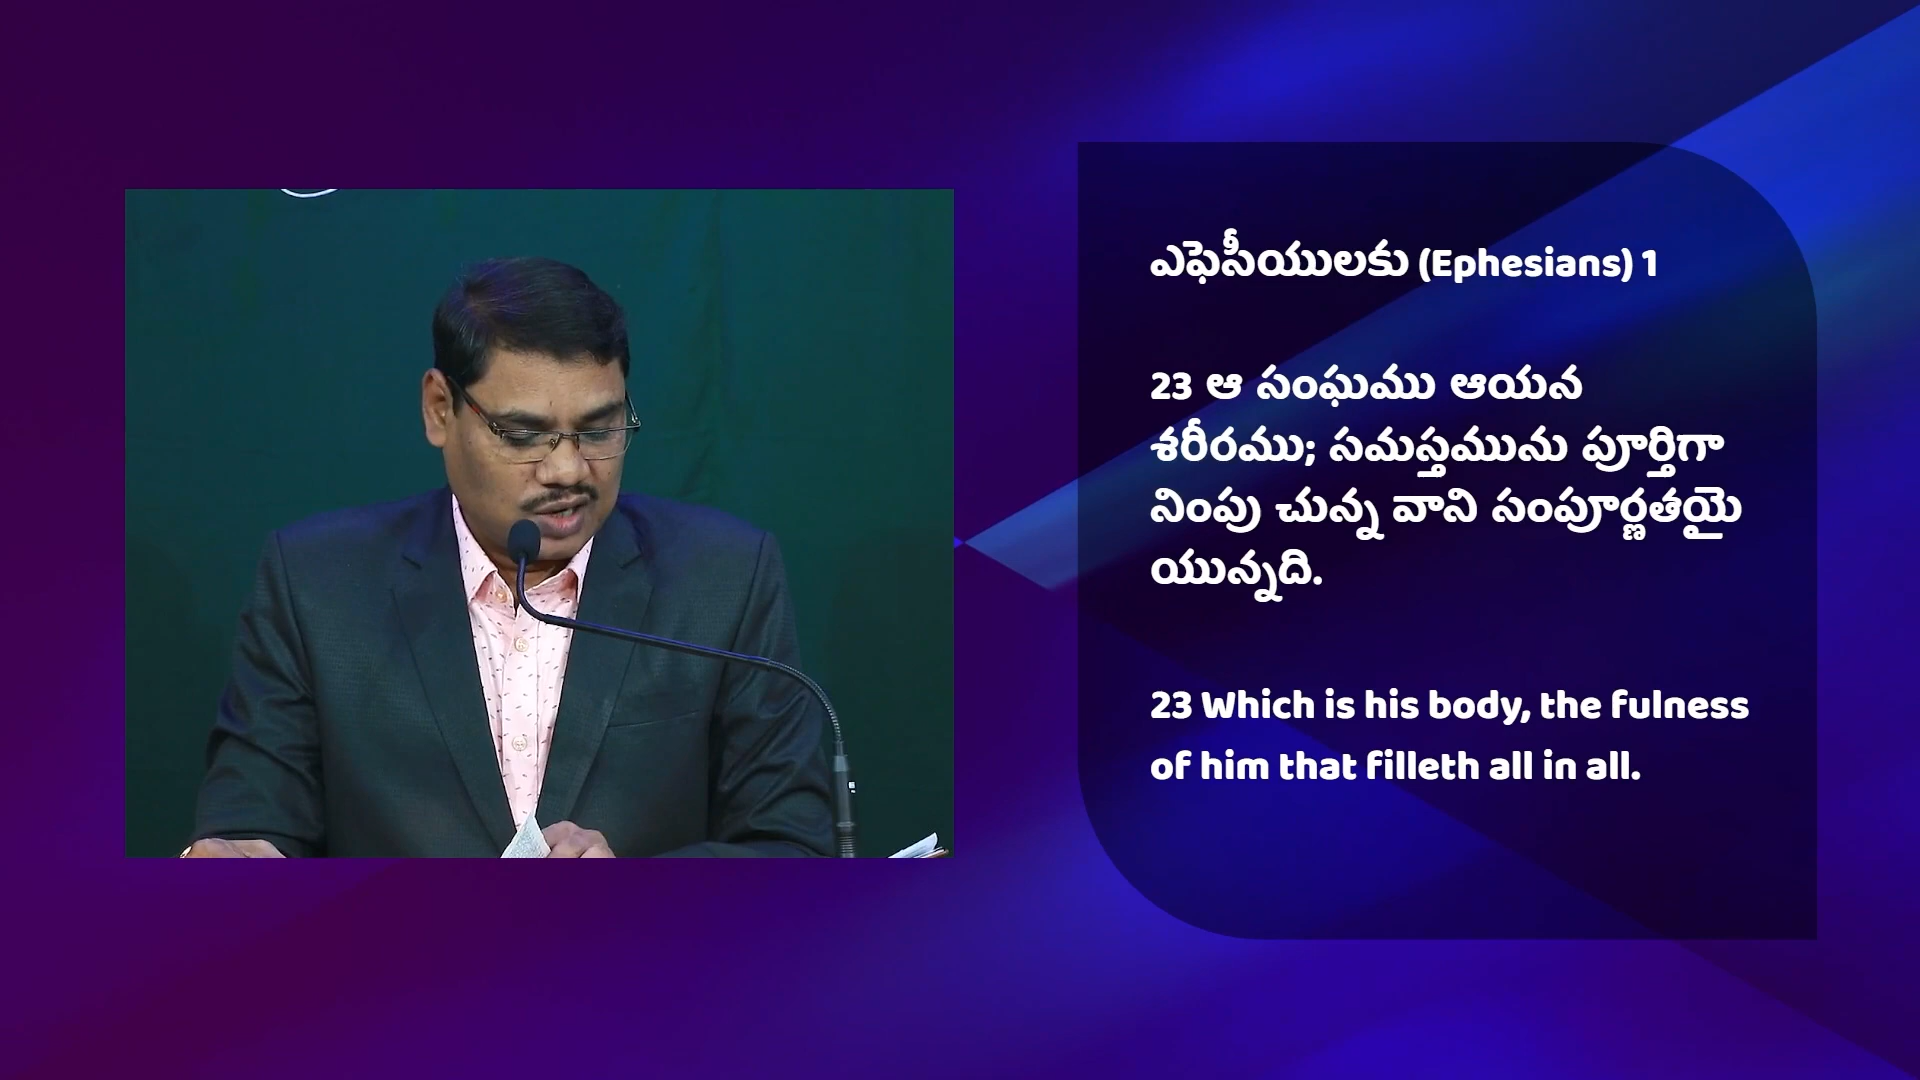 ఎఫెసీయులకు (Ephesians) 1
23 ఆ సంఘము ఆయన
శరీరము; సమస్తమును పూర్తిగా
నింపు చున్న వాని సంపూర్ణతయై
యున్నది.
23 Which is his body, the fulness
of him that filleth all in all.